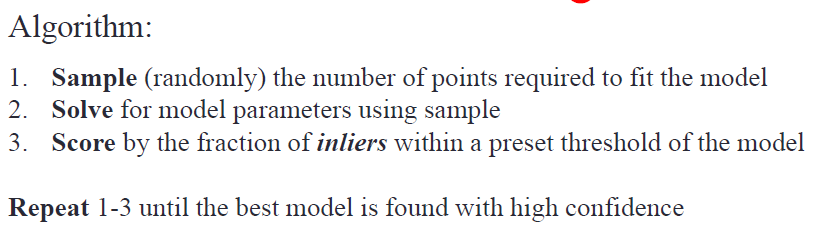 Algorithm:
1. Sample (randomly) the number of points required to fit the model
2. Solve for model parameters using sample
3. Score by the fraction of inliers within a preset threshold of the model
Repeat 1-3 until the best model is found with high confidence